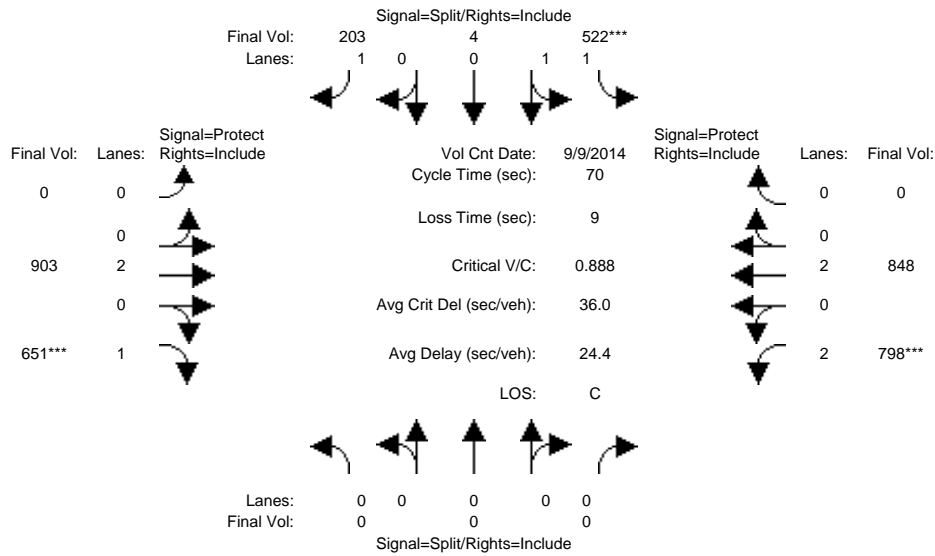 Signal=Split/Rights=Include
Final Vol: 203 4 522***
Lanes: 1 0 0 1 1
Signal=Protect Signal=Protect
Final Vol: Lanes: Rights=Include Vol Cnt Date: 9/9/2014 Rights=Include Lanes: Final Vol:
Cycle Time (sec): 70
0 0 0 0
Loss Time (sec): 9
0 0
903 2 Critical V/C: 0.888 2 848
0 Avg Crit Del (sec/veh): 36.0 0
651*** 1 Avg Delay (sec/veh): 24.4 2 798***
LOS: C
Lanes: 0 0 0 0 0
Final Vol: 0 0 0
Signal=Split/Rights=Include